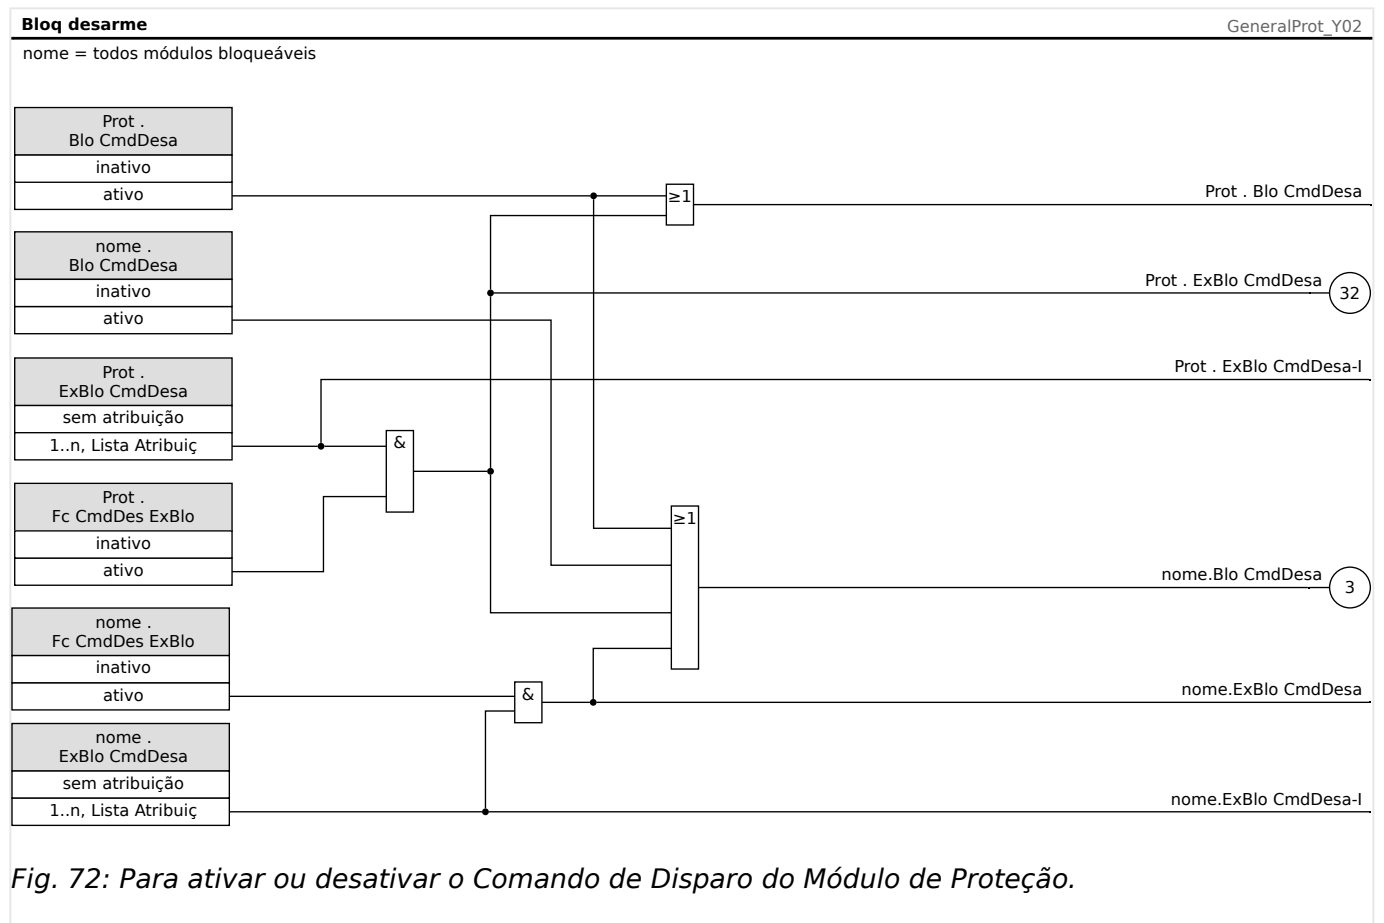 Bloq desarme
GeneralProt_Y02
nome = todos módulos bloqueáveis
Prot .
Blo CmdDesa
inativo
ativo
≥1
Prot . Blo CmdDesa
nome .
Blo CmdDesa
inativo
ativo
Prot . ExBlo CmdDesa
32
Prot .
ExBlo CmdDesa
sem atribuição
1..n, Lista Atribuiç
Prot . ExBlo CmdDesa-I
&
Prot .
Fc CmdDes ExBlo
inativo
ativo
≥1
nome.Blo CmdDesa
3
nome .
Fc CmdDes ExBlo
inativo
ativo
&
nome.ExBlo CmdDesa
nome .
ExBlo CmdDesa
sem atribuição
1..n, Lista Atribuiç
nome.ExBlo CmdDesa-I
Fig. 72: Para ativar ou desativar o Comando de Disparo do Módulo de Proteção.